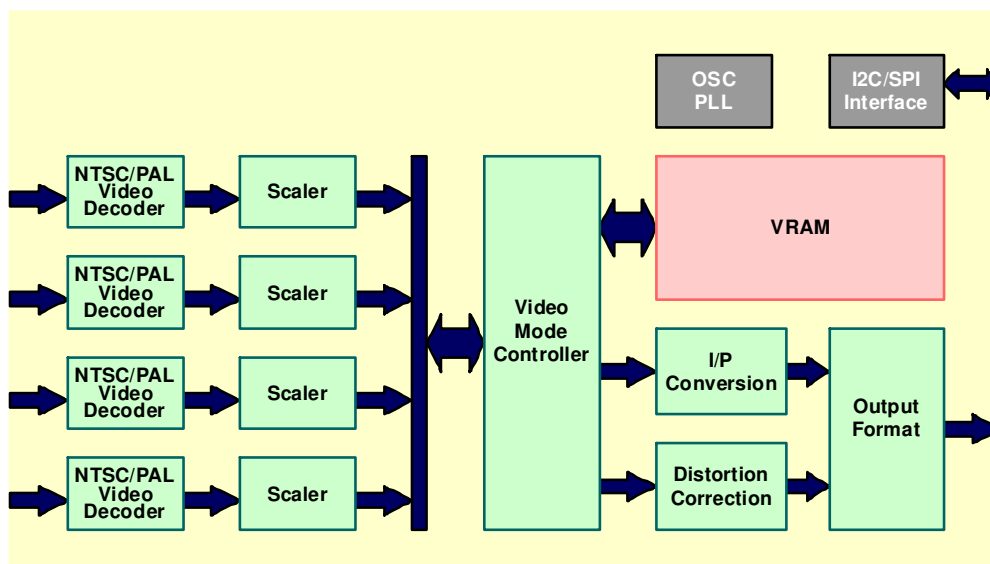 OSC
PLL
I2C/SPI
Interface
NTSC/PAL
Video
Decoder
Scaler
NTSC/PAL
Video
Decoder
Scaler
NTSC/PAL
Video
Decoder
Scaler
NTSC/PAL
Video
Decoder
Scaler
Video
Mode
Controller
VRAM
I/P
Conversion
Distortion
Correction
Output
Format